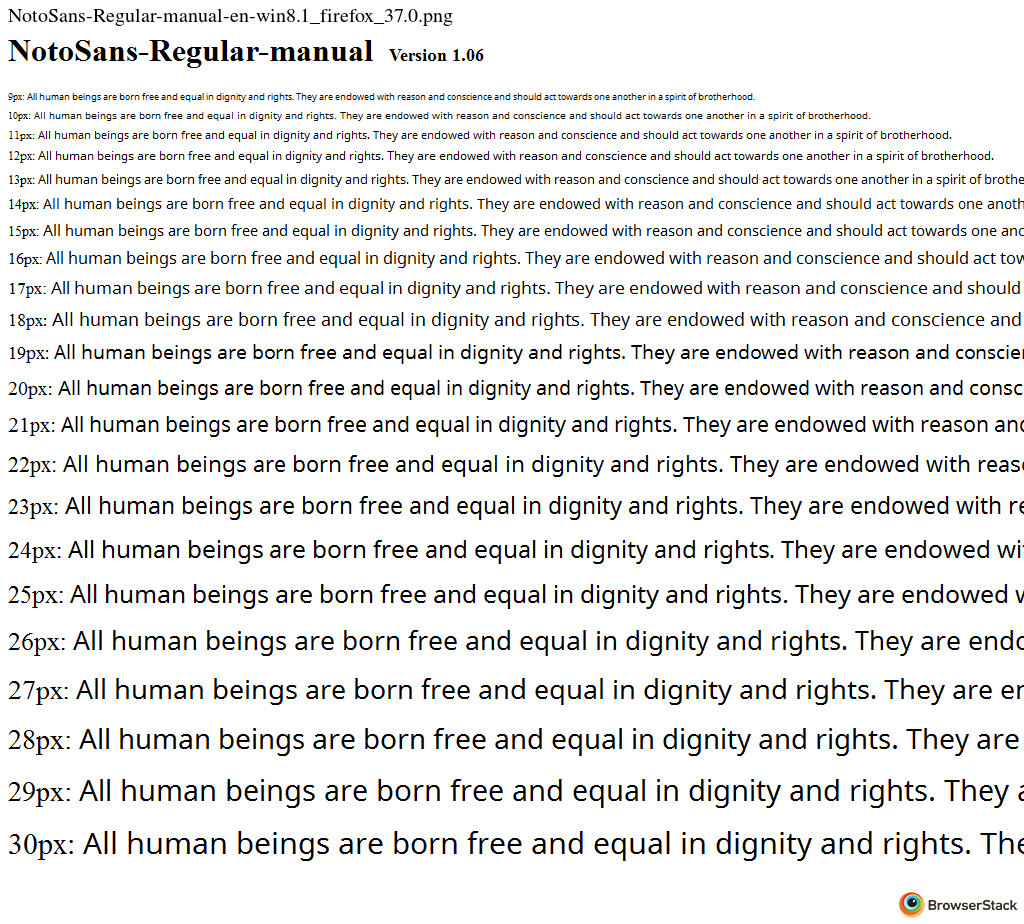 NotoSans-Regular-manual-en-win8.1_firefox_37.0.png
NotoSans-Regular-manual Version 1.06
9px: All human beings are born free and equal in dignity and rights. They are endowed with reason and conscience and should act towards one another in a spirit of brotherhood.
10px: All human beings are born free and equal in dignity and rights. They are endowed with reason and conscience and should act towards one another in a spirit of brotherhood.
11px: All human beings are born free and equal in dignity and rights. They are endowed with reason and conscience and should act towards one another in a spirit of brotherhood.
12px: All human beings are born free and equal in dignity and rights. They are endowed with reason and conscience and should act towards one another in a spirit of brotherhood.
13px: All human beings are born free and equal in dignity and rights. They are endowed with reason and conscience and should act towards one another in a spirit of brothe
14px: All human beings are born free and equal in dignity and rights. They are endowed with reason and conscience and should act towards one anoth
15px: All human beings are born free and equal in dignity and rights. They are endowed with reason and conscience and should act towards one ano
16px: All human beings are born free and equal in dignity and rights. They are endowed with reason and conscience and should act tow
17px: All human beings are born free and equal in dignity and rights. They are endowed with reason and conscience and should
18px: All human beings are born free and equal in dignity and rights. They are endowed with reason and conscience and
19px: All human beings are born free and equal in dignity and rights. They are endowed with reason and conscien
20px: All human beings are born free and equal in dignity and rights. They are endowed with reason and consc
21px: All human beings are born free and equal in dignity and rights. They are endowed with reason and
22px: All human beings are born free and equal in dignity and rights. They are endowed with reas
23px: All human beings are born free and equal in dignity and rights. They are endowed with re
24px: All human beings are born free and equal in dignity and rights. They are endowed wi
25px: All human beings are born free and equal in dignity and rights. They are endowed w
26px: All human beings are born free and equal in dignity and rights. They are endo
27px: All human beings are born free and equal in dignity and rights. They are en
28px: All human beings are born free and equal in dignity and rights. They are
29px: All human beings are born free and equal in dignity and rights. They a
30px: All human beings are born free and equal in dignity and rights. The
BrowserStack